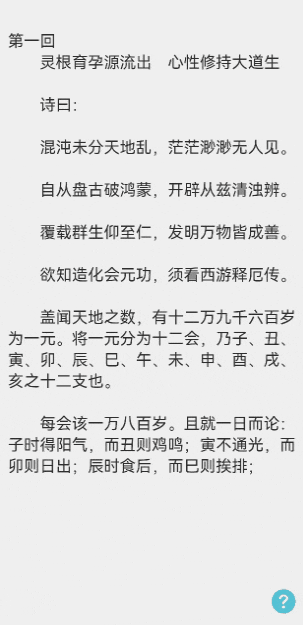 第一回
灵根育孕源流出　心性修持大道生
诗曰：
混沌未分天地乱，茫茫渺渺无人见。
自从盘古破鸿蒙，开辟从兹清浊辨。
覆载群生仰至仁，发明万物皆成善。
欲知造化会元功，须看西游释厄传。
盖闻天地之数，有十二万九千六百岁
为一元。将一元分为十二会，乃子、丑、
寅、卯、辰、巳、午、未、申、酉、戌、
亥之十二支也。
每会该一万八百岁。且就一日而论：
子时得阳气，而丑则鸡鸣；寅不通光，而
卯则日出；辰时食后，而巳则挨排；
?